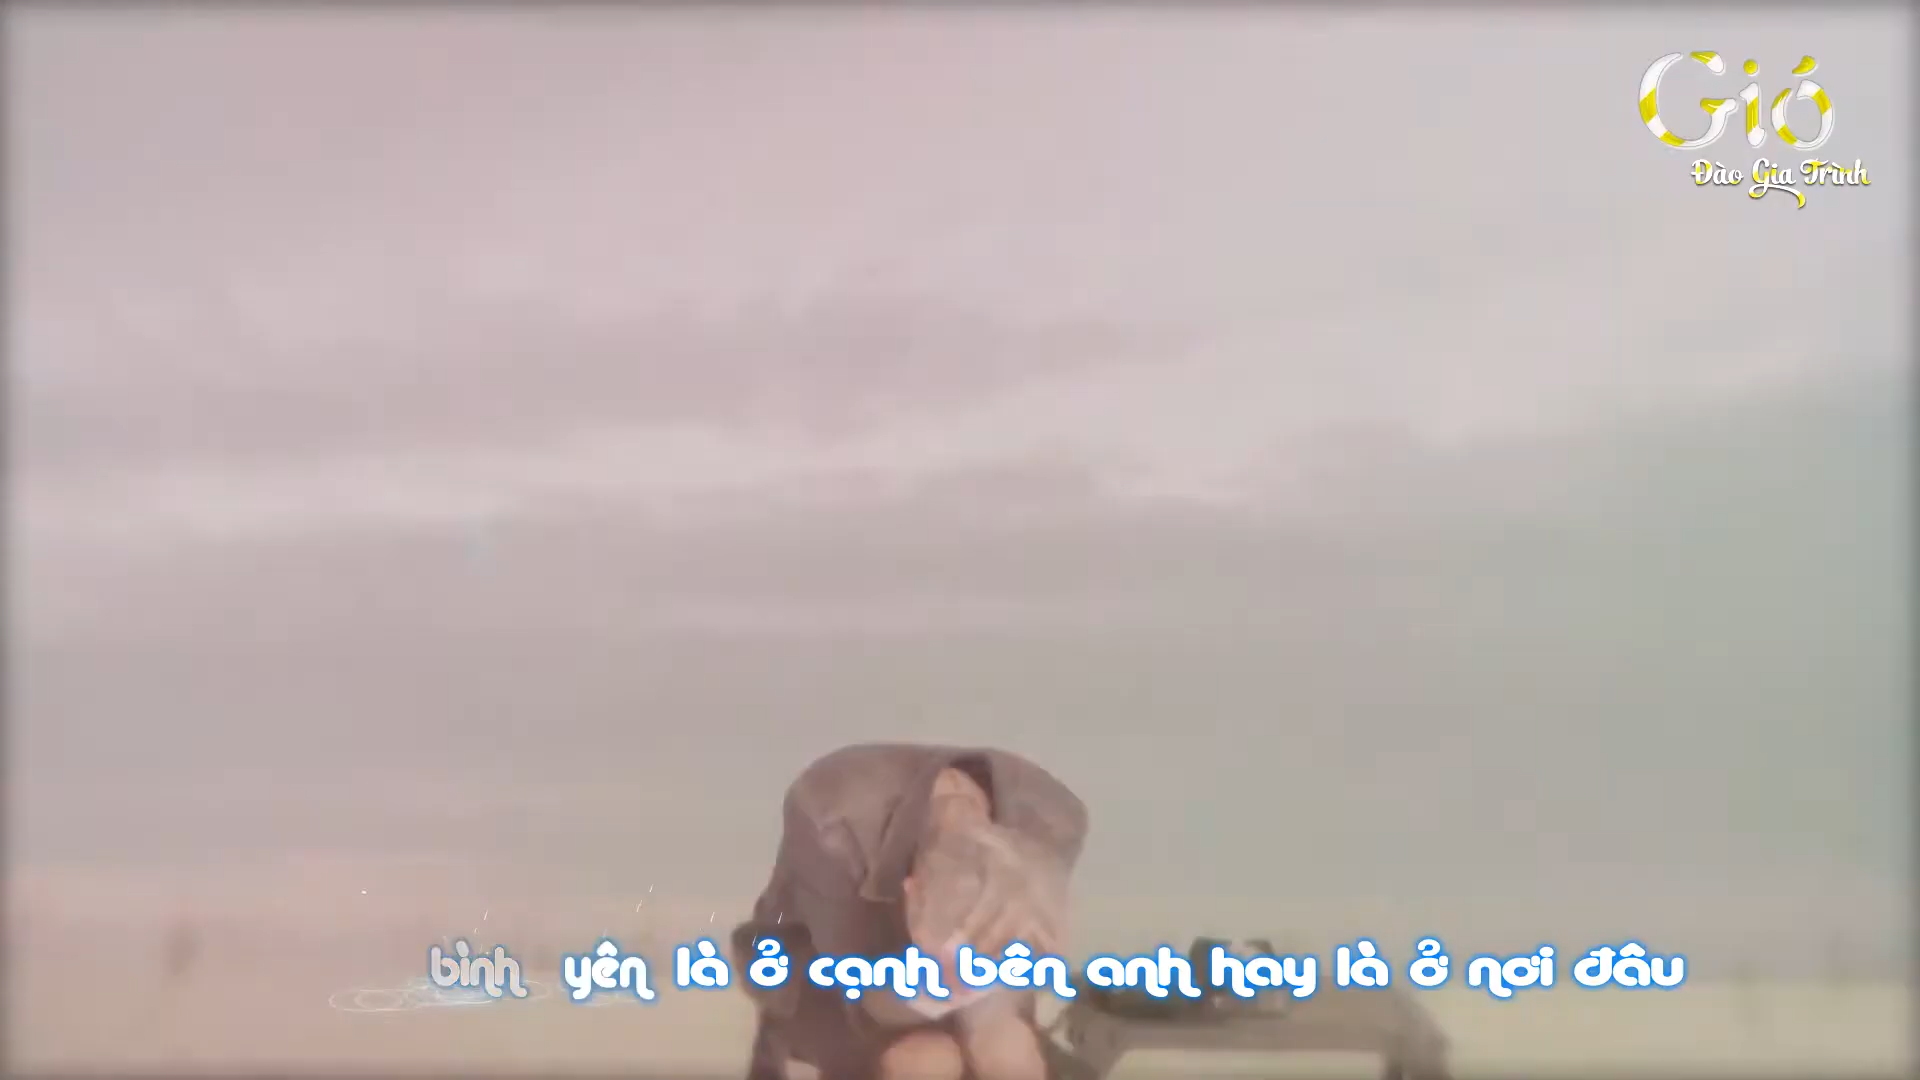 Gió
Đào Gia Trình
bình yên là ở cạnh bên anh hay là ở nơi đâu